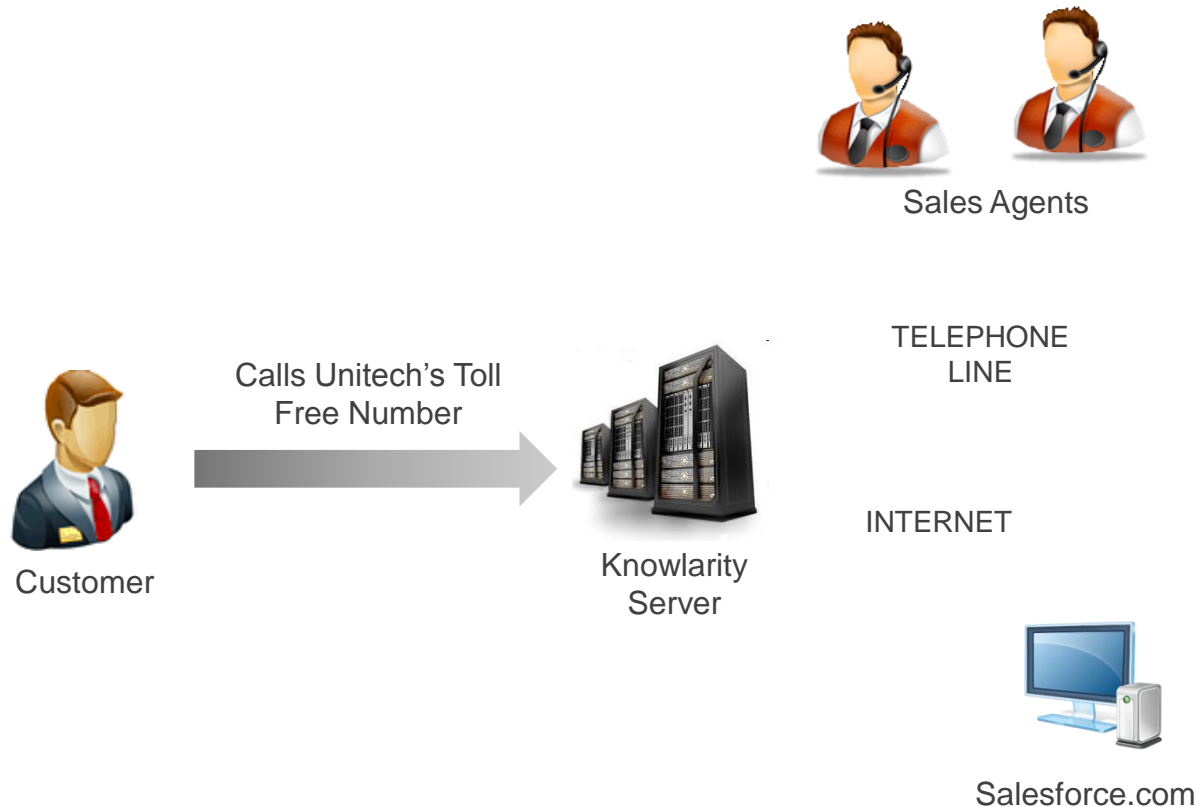 Sales Agents
TELEPHONE
LINE
Calls Unitech's Toll
Free Number
INTERNET
Knowlarity
Server
Customer
Salesforce.com